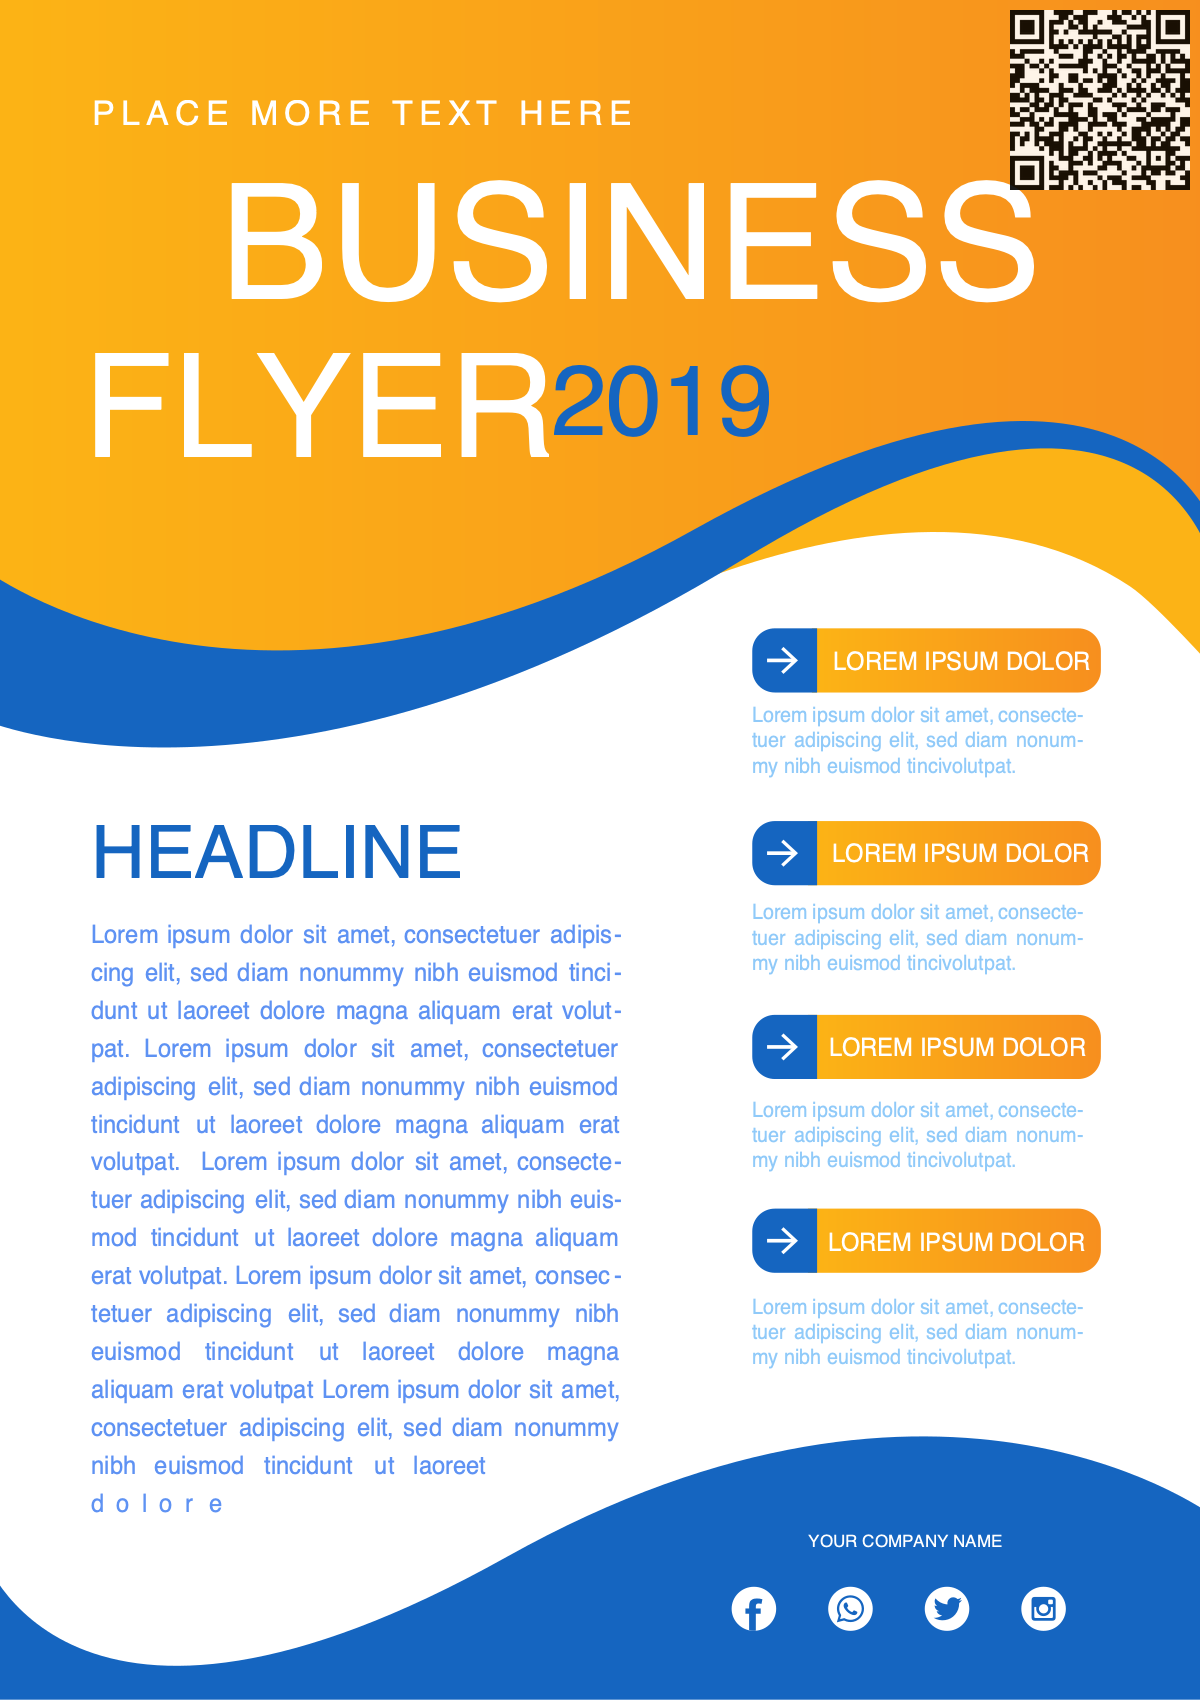 PLACE MORE TEXT HERE
BUSINESS
FLYER2019
HEADLINE
Lorem ipsum dolor sit amet, consectetuer adipis-
cing elit, sed diam nonummy nibh euismod tinci-
dunt ut laoreet dolore magna aliquam erat volut-
pat. Lorem ipsum dolor sit amet, consectetuer
adipiscing elit, sed diam nonummy nibh euismod
tincidunt ut laoreet dolore magna aliquam erat
volutpat. Lorem ipsum dolor sit amet, consecte-
tuer adipiscing elit, sed diam nonummy nibh euis-
mod tincidunt ut laoreet dolore magna aliquam
erat volutpat. Lorem ipsum dolor sit amet, consec-
tetuer adipiscing elit, sed diam nonummy nibh
euismod tincidunt ut laoreet dolore magna
aliquam erat volutpat Lorem ipsum dolor sit amet,
consectetuer adipiscing elit, sed diam nonummy
nibh euismod tincidunt ut laoreet
dolore
LOREM IPSUM DOLOR
Lorem ipsum dolor sit amet, consecte-
tuer adipiscing elit, sed diam nonum-
my nibh euismod tincivolutpat.
LOREM IPSUM DOLOR
Lorem ipsum dolor sit amet, consecte-
tuer adipiscing elit, sed diam nonum-
my nibh euismod tincivolutpat.
LOREM IPSUM DOLOR
Lorem ipsum dolor sit amet, consecte-
tuer adipiscing elit, sed diam nonum-
my nibh euismod tincivolutpat.
LOREM IPSUM DOLOR
Lorem ipsum dolor sit amet, consecte-
tuer adipiscing elit, sed diam nonum-
my nibh euismod tincivolutpat.
YOUR COMPANY NAME